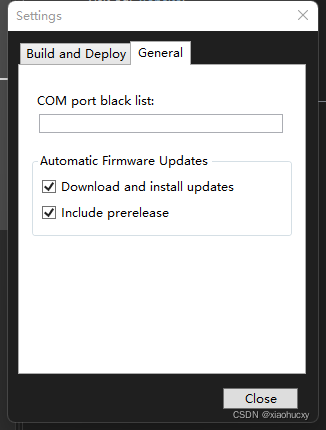 Settings
Build and Deploy
General
COM port black list:
Automatic Firmware Updates
Download and install updates
Include prerelease
Close
CSDN @xiaohucxy